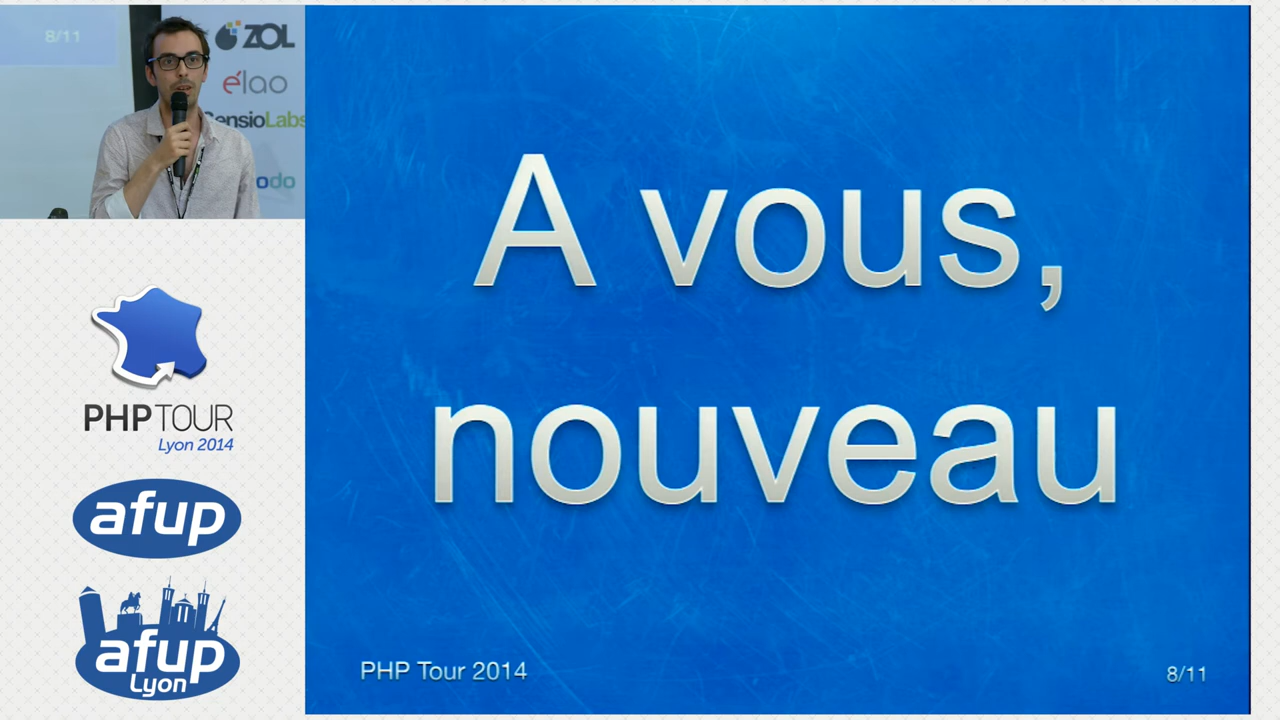 8/11
ZOL
élao
SensioLabs
odo
A vous,
nouveau
PHP TOUR
Lyon 2014
afup
afup
Lyon
PHP Tour 2014
8/11